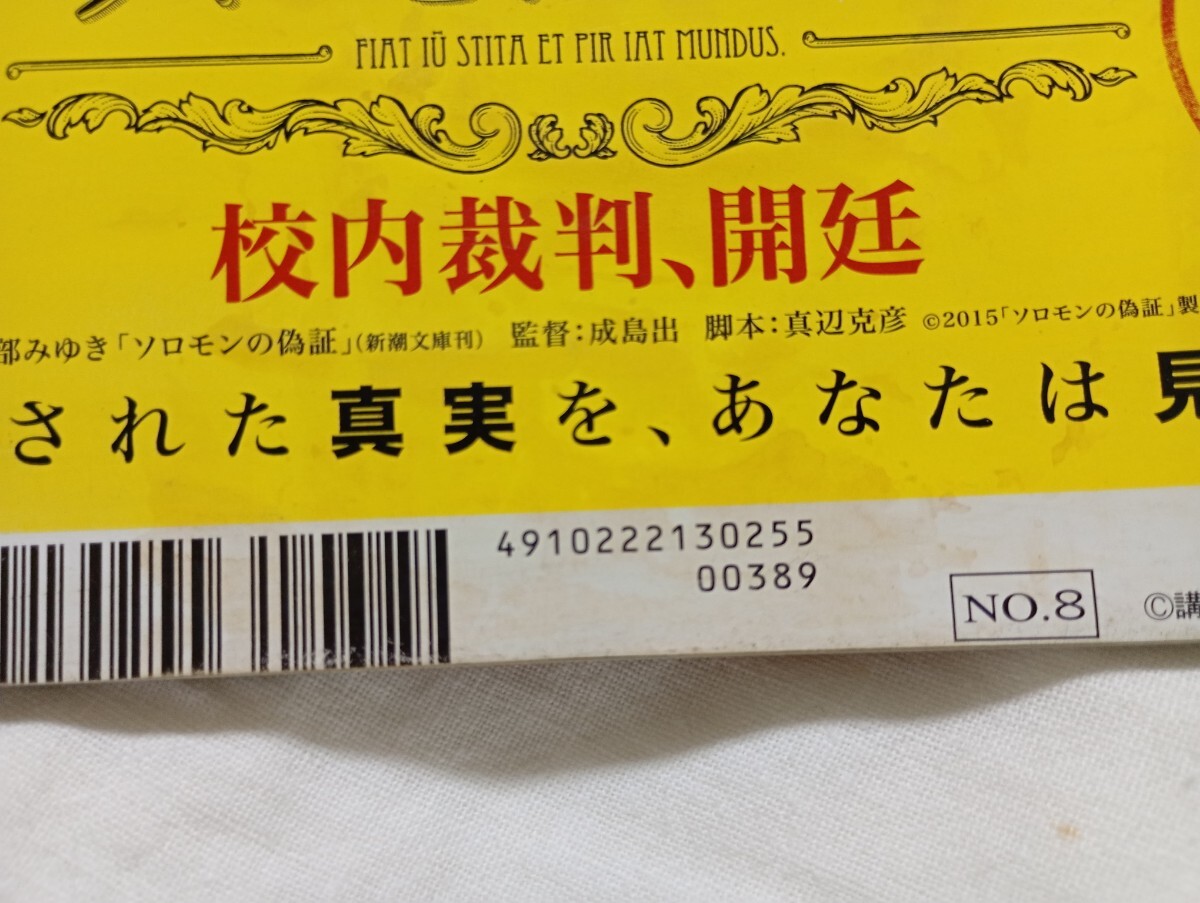 FIAT IŪ STITA ET PIR IAT MUNDUS.
校内裁判、開廷
部みゆき「ソロモンの偽証」（新潮文庫刊） 監督：成島出 脚本：真辺克彦 ©2015「ソロモンの偽証」製
された真実を、あなたは見
4910222130255
00389
NO.8
©講